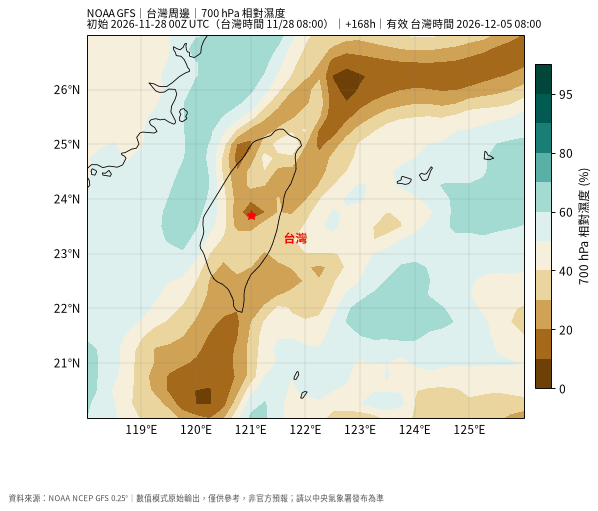 NOAA GFS｜台灣周邊｜700 hPa 相對濕度
初始 2026-11-28 00Z UTC（台灣時間 11/28 08:00）｜+168h｜有效 台灣時間 2026-12-05 08:00
26°N
25°N
24°N
23°N
22°N
21°N
119°E 120°E 121°E 122°E 123°E 124°E 125°E
台灣
95
80
60
40
20
0
700 hPa 相對濕度 (%)
資料來源：NOAA NCEP GFS 0.25°｜數值模式原始輸出，僅供參考，非官方預報；請以中央氣象署發布為準